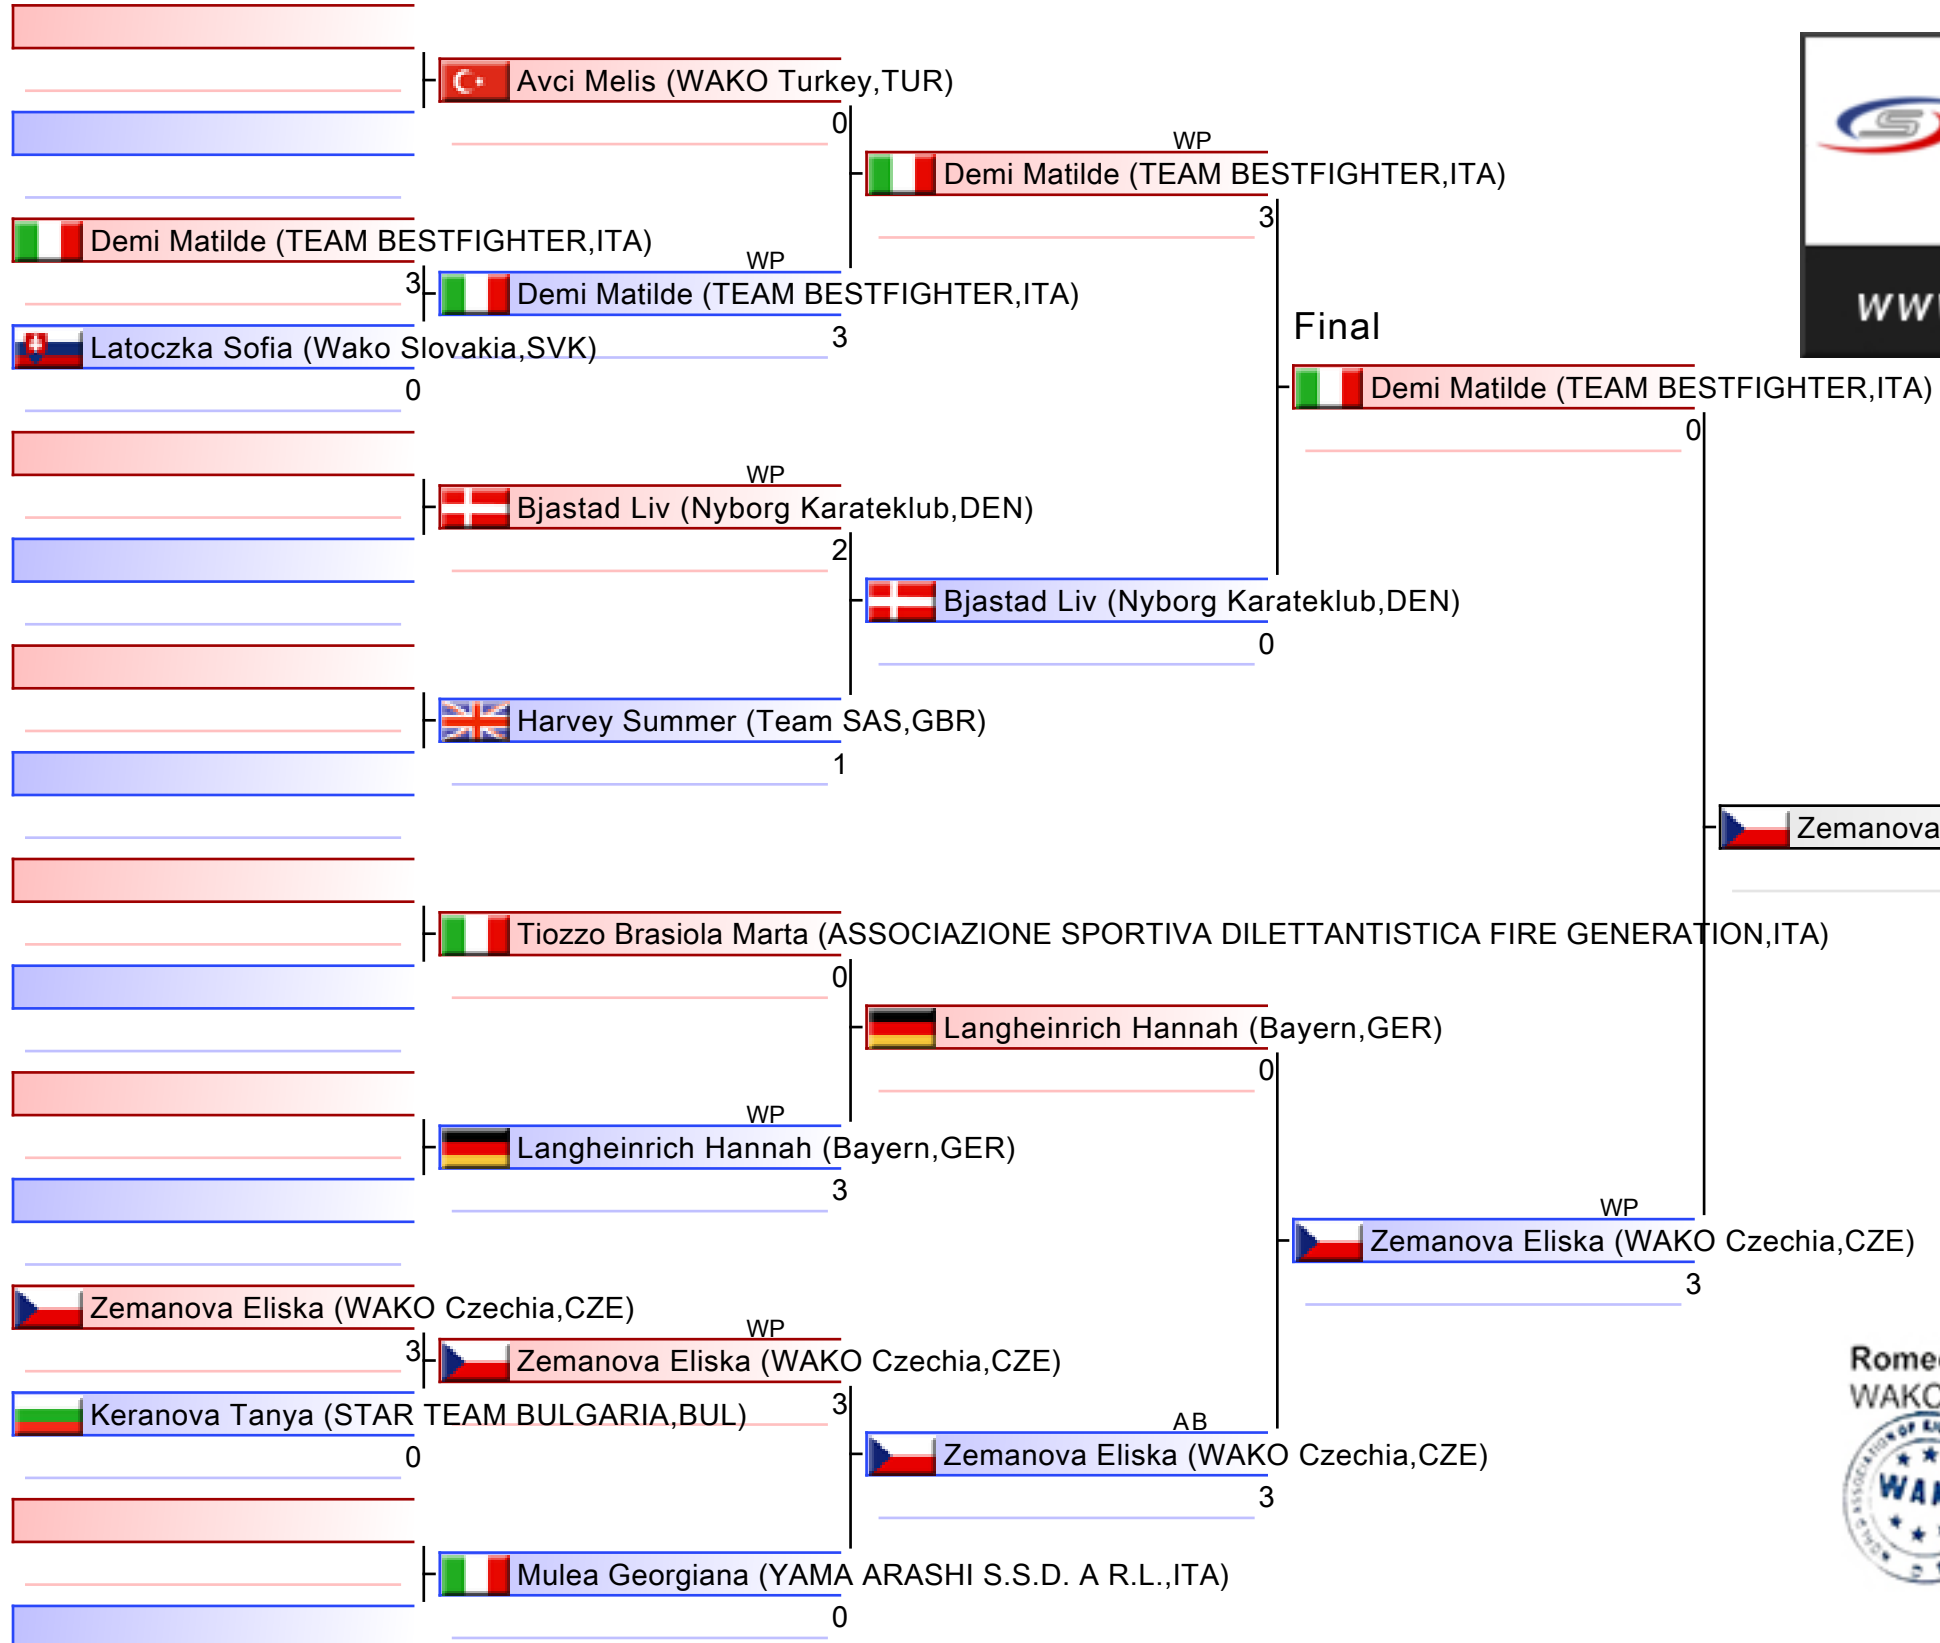 Avci Melis (WAKO Turkey,TUR)
0
WP
Demi Matilde (TEAM BESTFIGHTER,ITA)
3
Demi Matilde (TEAM BESTFIGHTER,ITA)
3
WP
Demi Matilde (TEAM BESTFIGHTER,ITA)
3
Latoczka Sofia (Wako Slovakia,SVK)
0
Final
Demi Matilde (TEAM BESTFIGHTER,ITA)
0
WP
Bjastad Liv (Nyborg Karateklub,DEN)
2
Bjastad Liv (Nyborg Karateklub,DEN)
0
Harvey Summer (Team SAS,GBR)
1
Zemanova
Tiozzo Brasiola Marta (ASSOCIAZIONE SPORTIVA DILETTANTISTICA FIRE GENERATION,ITA)
0
Langheinrich Hannah (Bayern,GER)
0
WP
Langheinrich Hannah (Bayern,GER)
3
WP
Zemanova Eliska (WAKO Czechia,CZE)
3
Zemanova Eliska (WAKO Czechia,CZE)
3
WP
Zemanova Eliska (WAKO Czechia,CZE)
3
Keranova Tanya (STAR TEAM BULGARIA,BUL)
0
AB
Zemanova Eliska (WAKO Czechia,CZE)
3
Mulea Georgiana (YAMA ARASHI S.S.D. A R.L.,ITA)
0
WAKO